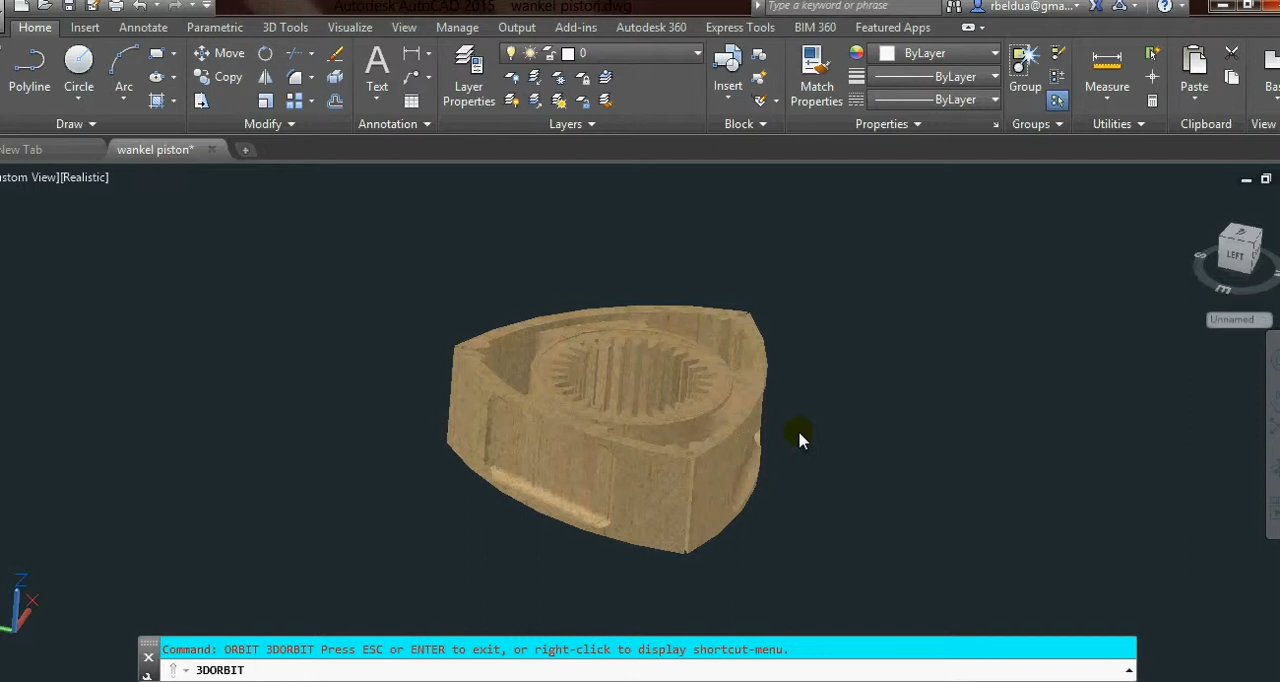 Autodesk AutoCAD 2015 wankel piston.dwg
Type a keyword or phrase
rbeldua@gma...
Home Insert Annotate Parametric 3D Tools Visualize View Manage Output Add-ins Autodesk 360 Express Tools BIM 360 Featured Apps
Move
0
ByLayer
Copy
ByLayer
Polyline Circle Arc Text Layer Properties Insert Match Properties ByLayer Group Measure Paste Bas
Draw Modify Annotation Layers Block Properties Groups Utilities Clipboard View
New Tab wankel piston*
ustom View][Realistic]
LEFT
S
E
Unnamed
Z
X
Command: ORBIT 3DORBIT Press ESC or ENTER to exit, or right-click to display shortcut-menu.
3DORBIT